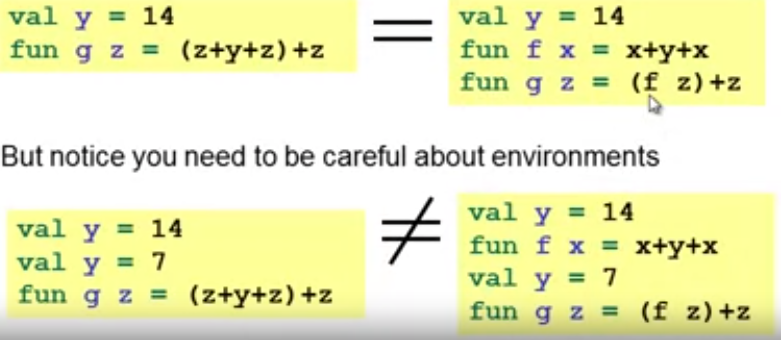 val y = 14
fun g z = (z+y+z)+z
=
val y = 14
fun f x = x+y+x
fun g z = (f z)+z
But notice you need to be careful about environments
val y = 14
val y = 7
fun g z = (z+y+z)+z
≠
val y = 14
fun f x = x+y+x
val y = 7
fun g z = (f z)+z